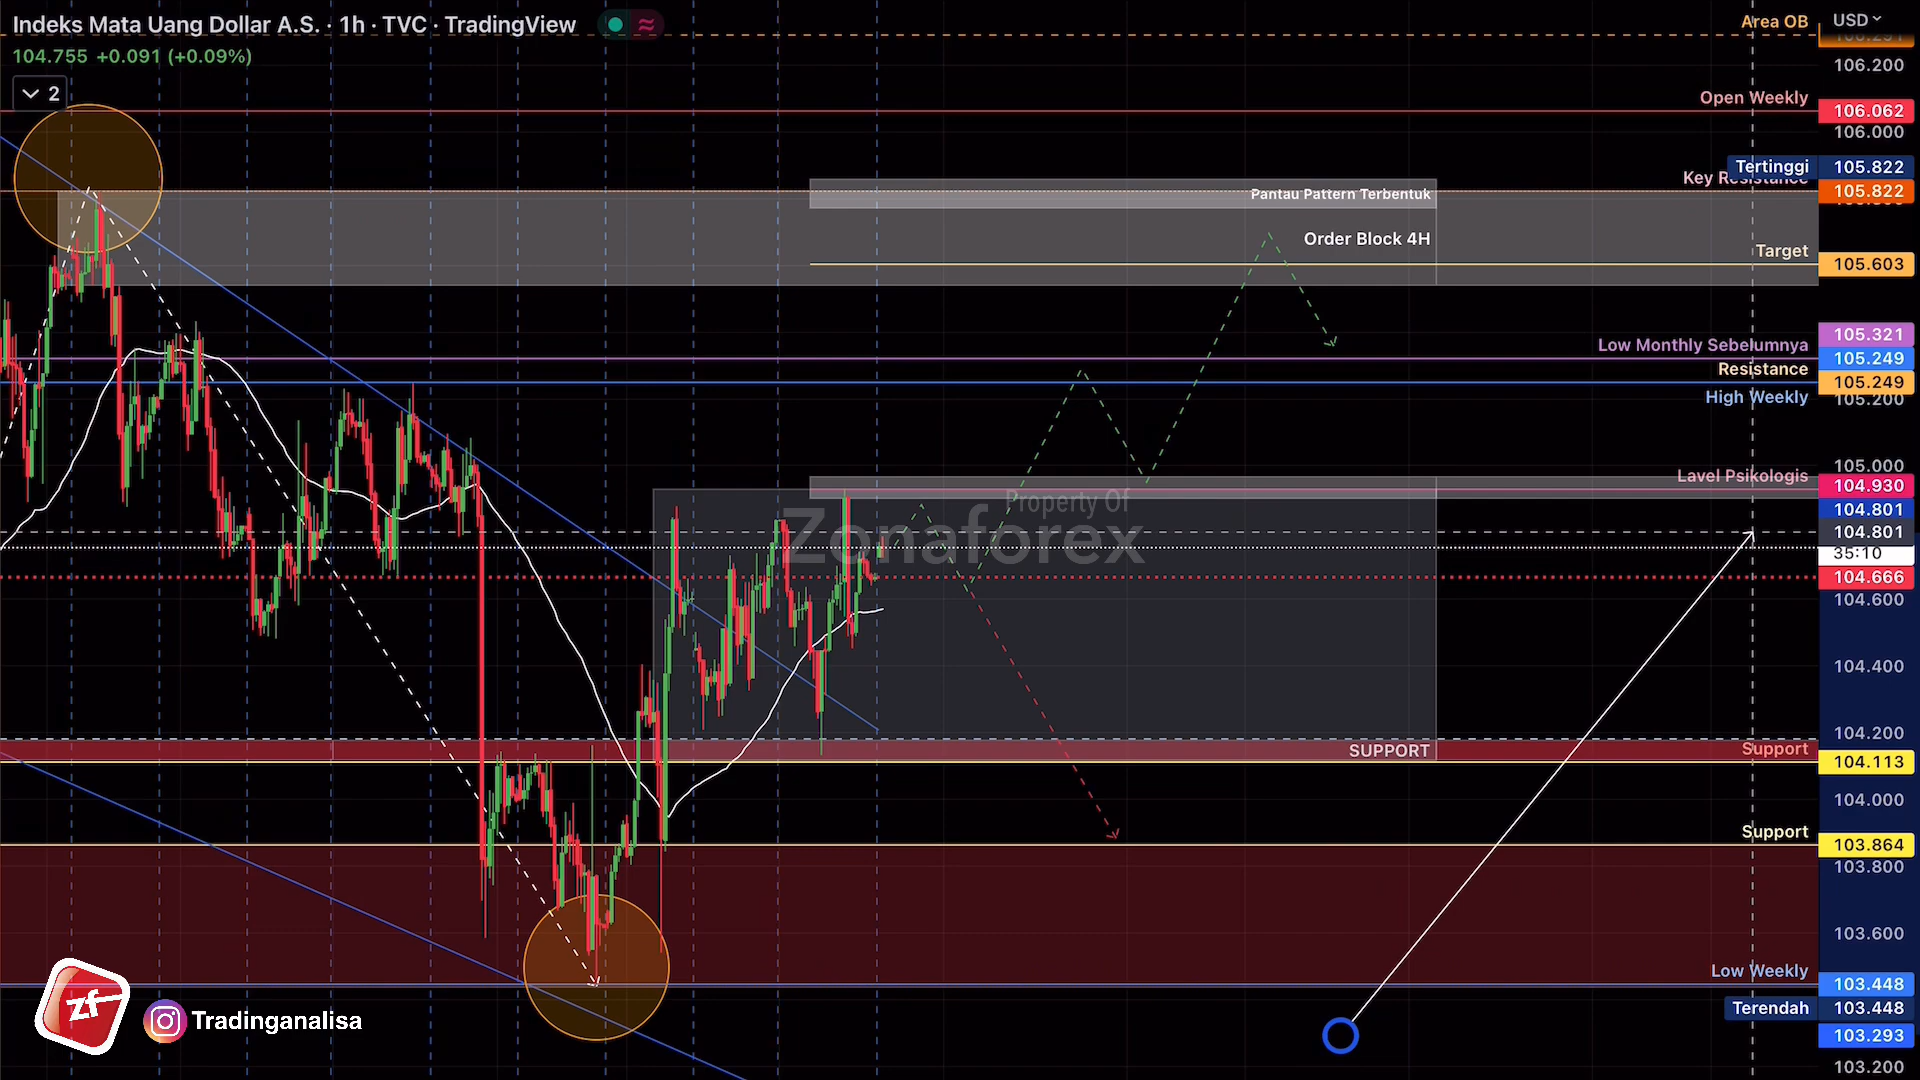 Indeks Mata Uang Dollar A.S. · 1h · TVC · TradingView
104.755 +0.091 (+0.09%)
2
Area OB
USD
106.200
Open Weekly
106.062
106.000
Tertinggi
105.822
Key Resistance
105.822
Pantau Pattern Terbentuk
Order Block 4H
Target
105.603
105.321
Low Monthly Sebelumnya
105.249
Resistance
105.249
High Weekly
105.200
105.000
Lavel Psikologis
104.930
Property Of
Zonaforex
104.801
104.801
35:10
104.666
104.600
104.400
104.200
SUPPORT
Support
104.113
104.000
Support
103.864
103.800
103.600
Low Weekly
103.448
Terendah
103.448
103.293
103.200
zf
Tradinganalisa